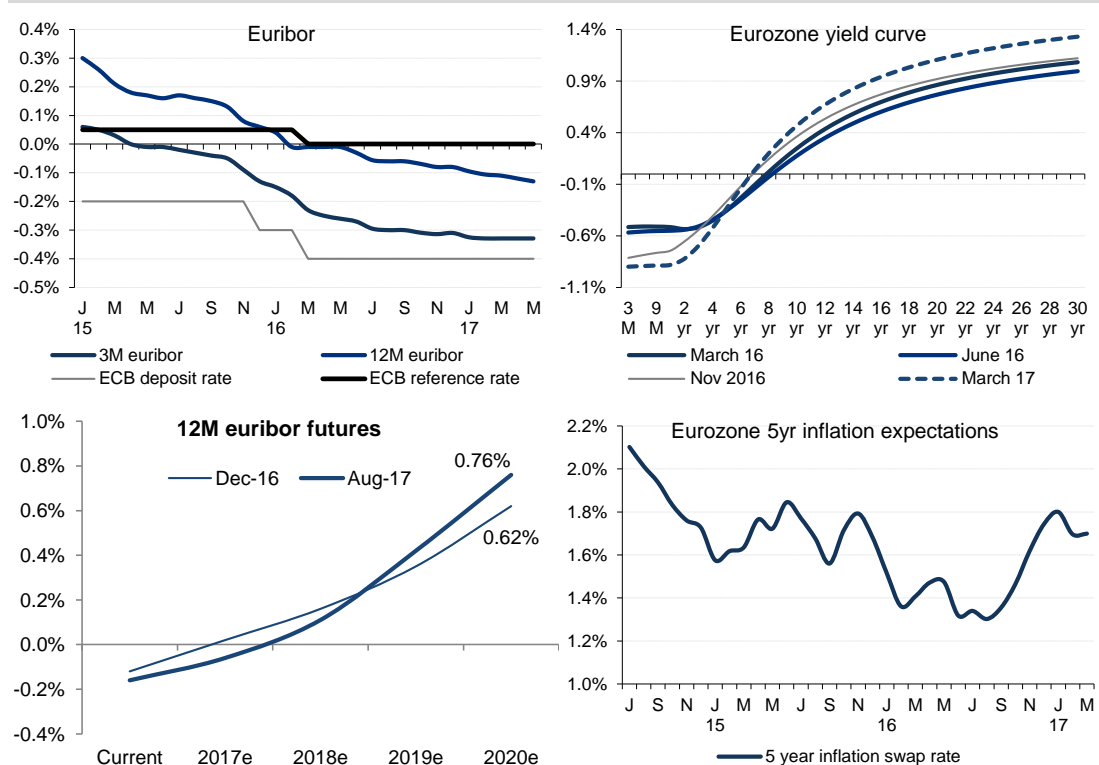 Euribor
0.4%
0.3%
0.2%
0.1%
0.0%
-0.1%
-0.2%
-0.3%
-0.4%
-0.5%
J M M J S N J M M J S N J M
15 16 17
3M euribor 12M euribor
ECB deposit rate ECB reference rate
Eurozone yield curve
1.4%
0.9%
0.4%
-0.1%
-0.6%
-1.1%
3 9 2 4 6 8 10 12 14 16 18 20 22 24 26 28 30
M M yr yr yr yr yr yr yr yr yr yr yr yr yr yr yr
March 16 June 16
Nov 2016 March 17
12M euribor futures
1.0%
0.8%
0.6%
0.4%
0.2%
0.0%
-0.2%
-0.4%
Dec-16 Aug-17
0.76%
0.62%
Current 2017e 2018e 2019e 2020e
Eurozone 5yr inflation expectations
2.2%
2.0%
1.8%
1.6%
1.4%
1.2%
1.0%
J S N J M M J S N J M M J S N J M
15 16 17
5 year inflation swap rate